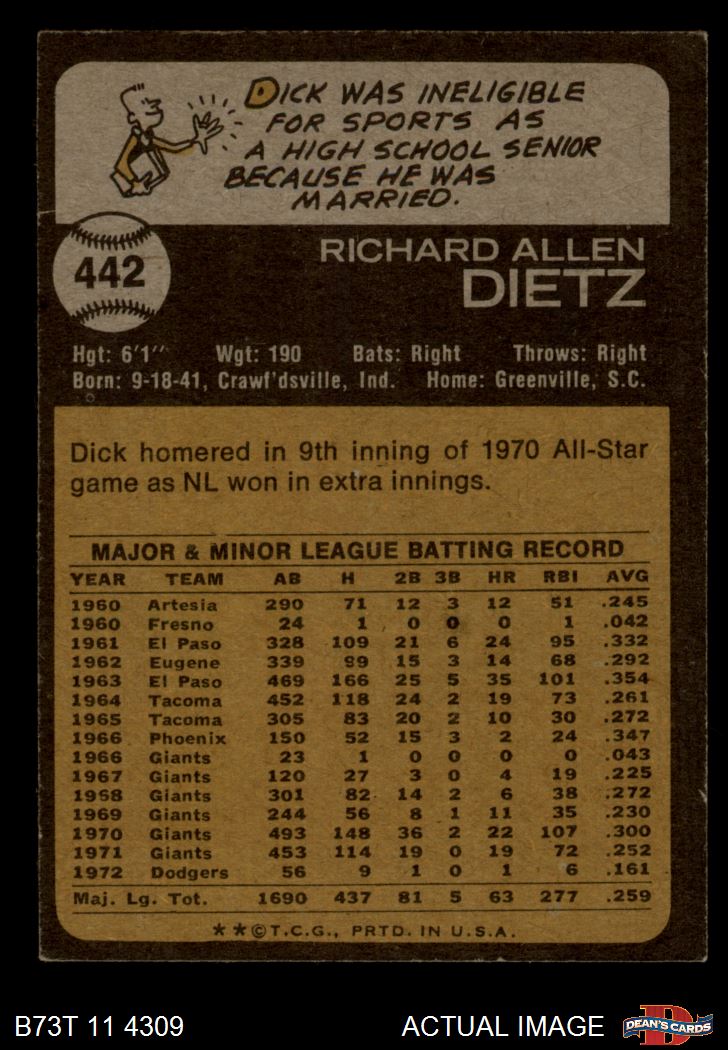 DICK WAS INELIGIBLE
FOR SPORTS AS
A HIGH SCHOOL SENIOR
BECAUSE HE WAS
MARRIED.
442
RICHARD ALLEN
DIETZ
Hgt: 6'1" Wgt: 190 Bats: Right Throws: Right
Born: 9-18-41, Crawf'dsville, Ind. Home: Greenville, S.C.
Dick homered in 9th inning of 1970 All-Star
game as NL won in extra innings.
MAJOR & MINOR LEAGUE BATTING RECORD
YEAR TEAM AB H 2B 3B HR RBI AVG
1960 Artesia 290 71 12 3 12 51 .245
1960 Fresno 24 1 0 0 0 1 .042
1961 El Paso 328 109 21 6 24 95 .332
1962 Eugene 339 99 15 3 14 68 .292
1963 El Paso 469 166 25 5 35 101 .354
1964 Tacoma 452 118 24 2 19 73 .261
1965 Tacoma 305 83 20 2 10 30 .272
1966 Phoenix 150 52 15 3 2 24 .347
1966 Giants 23 1 0 0 0 0 .043
1967 Giants 120 27 3 0 4 19 .225
1968 Giants 301 82 14 2 6 38 .272
1969 Giants 244 56 8 1 11 35 .230
1970 Giants 493 148 36 2 22 107 .300
1971 Giants 453 114 19 0 19 72 .252
1972 Dodgers 56 9 1 0 1 6 .161
Maj. Lg. Tot. 1690 437 81 5 63 277 .259
**©T.C.G., PRTD. IN U.S.A.
B73T 11 4309 ACTUAL IMAGE D DEAN'S CARDS